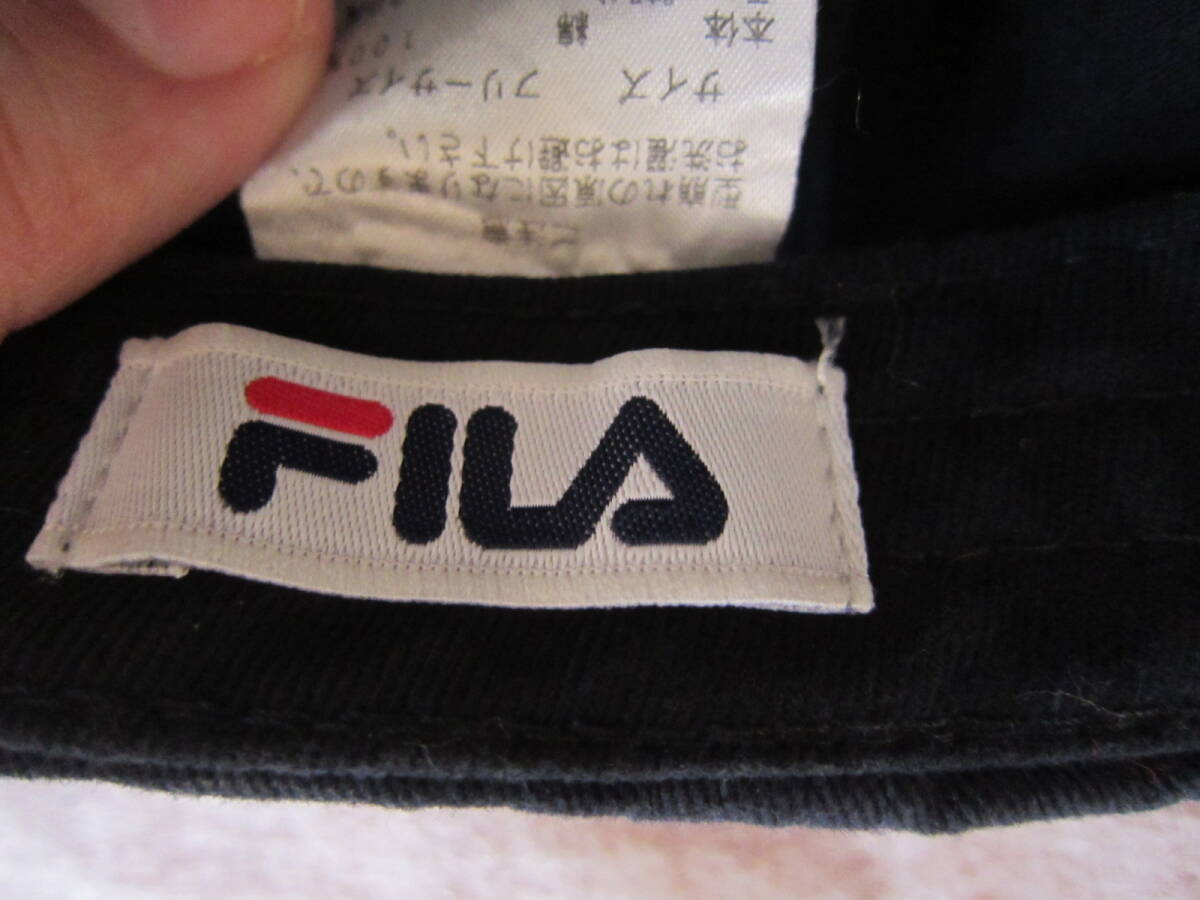 本体 綿 100
サイズ フリーサイズ
型崩れの原因になりますので、
お洗濯はお避け下さい。
FILA